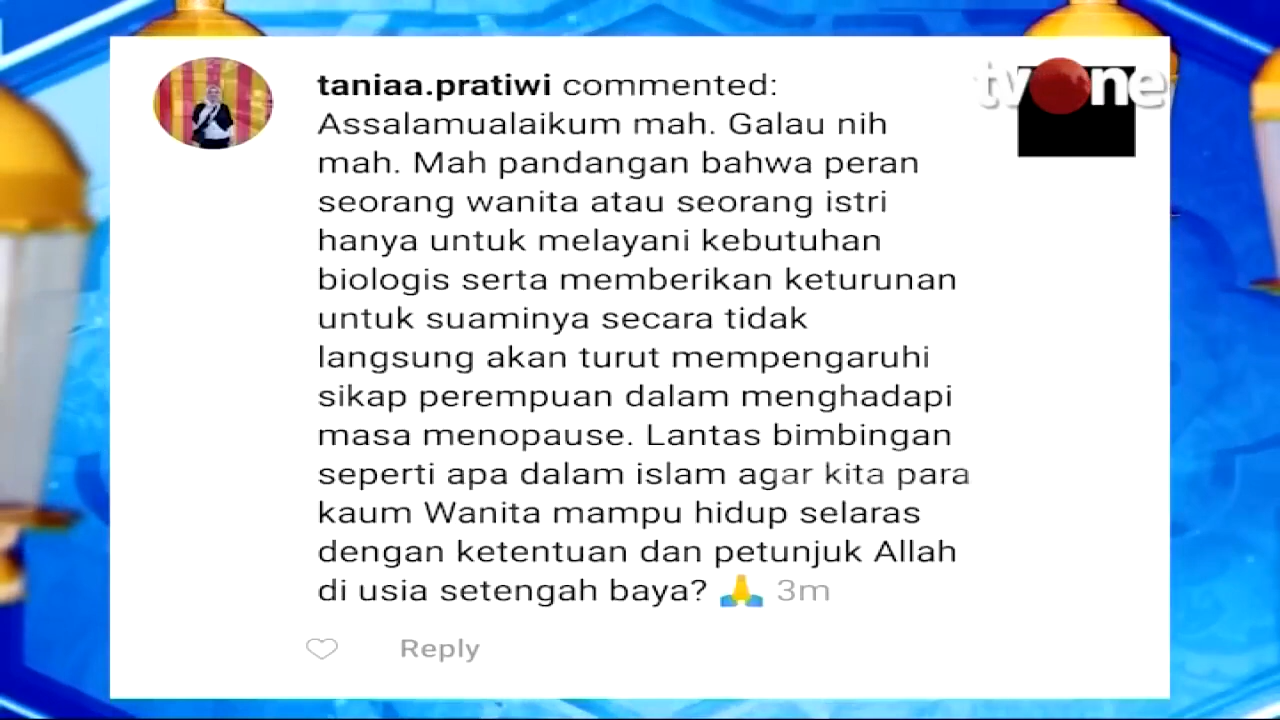 tvOne
taniaa.pratiwi commented:
Assalamualaikum mah. Galau nih
mah. Mah pandangan bahwa peran
seorang wanita atau seorang istri
hanya untuk melayani kebutuhan
biologis serta memberikan keturunan
untuk suaminya secara tidak
langsung akan turut mempengaruhi
sikap perempuan dalam menghadapi
masa menopause. Lantas bimbingan
seperti apa dalam islam agar kita para
kaum Wanita mampu hidup selaras
dengan ketentuan dan petunjuk Allah
di usia setengah baya? 🙏 3m
Reply